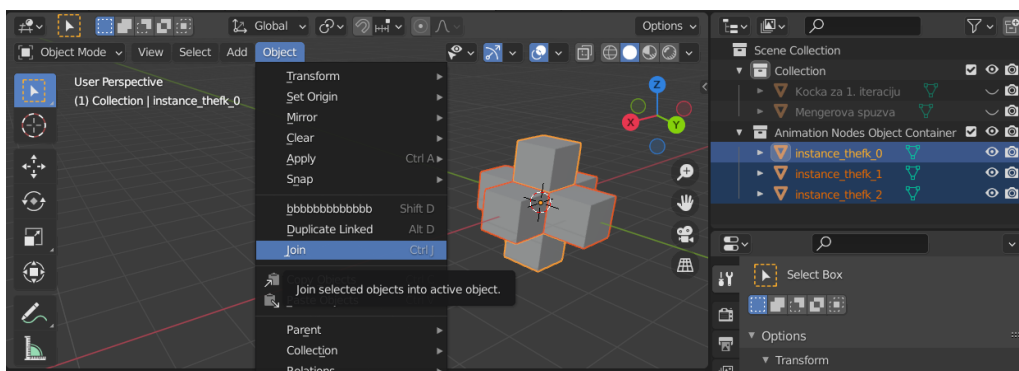 Global
Options
Object Mode
View
Select
Add
Object
Scene Collection
User Perspective
(1) Collection | instance_thefk_0
Transform
Set Origin
Mirror
Clear
Apply Ctrl A
Snap
bbbbbbbbbbbb Shift D
Duplicate Linked Alt D
Join Ctrl J
Join selected objects into active object.
Parent
Collection
Relations
Z
X
Y
Collection
Kocka za 1. iteraciju
Mengerova spuzva
Animation Nodes Object Container
instance_thefk_0
instance_thefk_1
instance_thefk_2
Select Box
Options
Transform